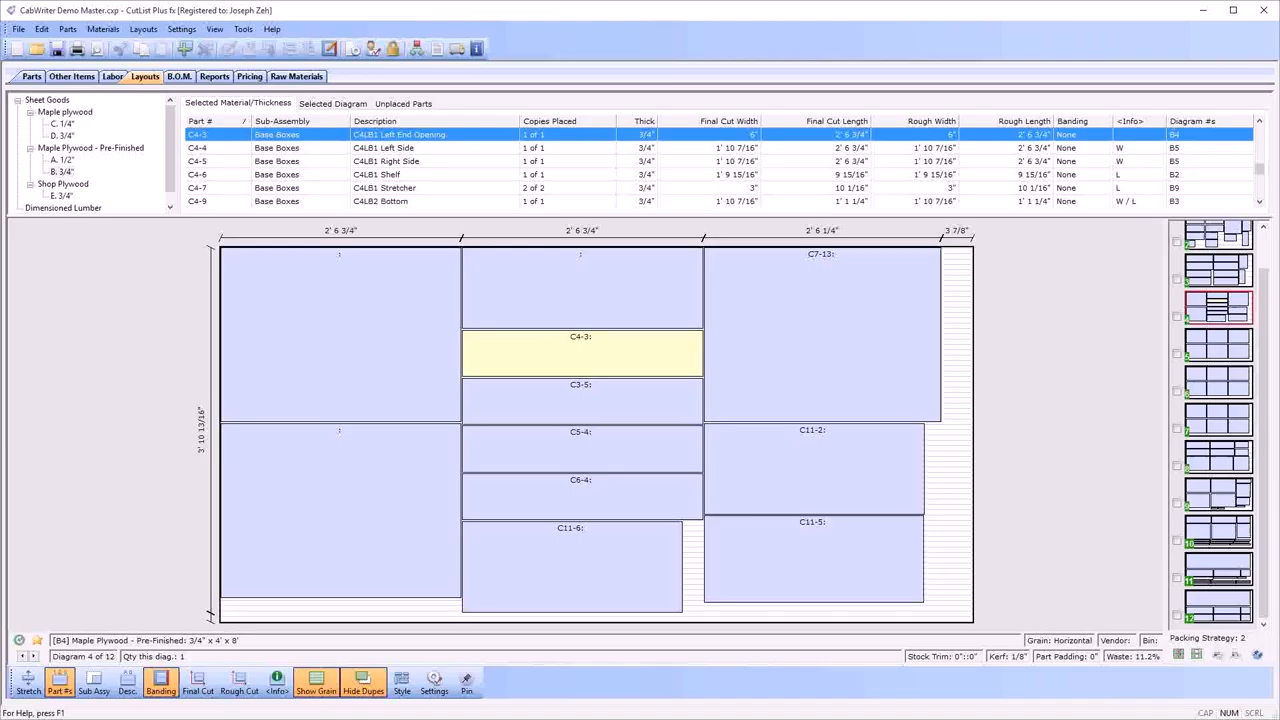 CabWriter Demo Master.cxp - CutList Plus fx [Registered to: Joseph Zeh]
File Edit Parts Materials Layouts Settings View Tools Help
Parts Other Items Labor Layouts B.O.M. Reports Pricing Raw Materials
Sheet Goods
Maple plywood
C. 1/4"
D. 3/4"
Maple Plywood - Pre-Finished
A. 1/2"
B. 3/4"
Shop Plywood
E. 3/4"
Dimensioned Lumber
Selected Material/Thickness Selected Diagram Unplaced Parts
Part # / Sub-Assembly Description Copies Placed Thick Final Cut Width Final Cut Length Rough Width Rough Length Banding <Info> Diagram #s
C4-3 Base Boxes C4LB1 Left End Opening 1 of 1 3/4" 6" 2' 6 3/4" 6" 2' 6 3/4" None B4
C4-4 Base Boxes C4LB1 Left Side 1 of 1 3/4" 1' 10 7/16" 2' 6 3/4" 1' 10 7/16" 2' 6 3/4" None W B5
C4-5 Base Boxes C4LB1 Right Side 1 of 1 3/4" 1' 10 7/16" 2' 6 3/4" 1' 10 7/16" 2' 6 3/4" None W B5
C4-6 Base Boxes C4LB1 Shelf 1 of 1 3/4" 1' 9 15/16" 9 15/16" 1' 9 15/16" 9 15/16" None L B2
C4-7 Base Boxes C4LB1 Stretcher 2 of 2 3/4" 3" 10 1/16" 3" 10 1/16" None L B9
C4-9 Base Boxes C4LB2 Bottom 1 of 1 3/4" 1' 10 7/16" 1' 1 1/4" 1' 10 7/16" 1' 1 1/4" None W / L B3
2' 6 3/4" 2' 6 3/4" 2' 6 1/4" 3 7/8"
: : C7-13:
C4-3:
C3-5:
3' 10 13/16"
: C5-4: C11-2:
C6-4:
C11-6: C11-5:
2
3
4
5
6
7
8
9
10
11
12
[B4] Maple Plywood - Pre-Finished: 3/4" x 4' x 8' Grain: Horizontal Vendor: Bin: Packing Strategy: 2
Diagram 4 of 12 Qty this diag.: 1 Stock Trim: 0"::0" Kerf: 1/8" Part Padding: 0" Waste: 11.2%
Stretch Part #s Sub Assy Desc. Banding Final Cut Rough Cut <Info> Show Grain Hide Dupes Style Settings Pin
For Help, press F1 CAP NUM SCRL